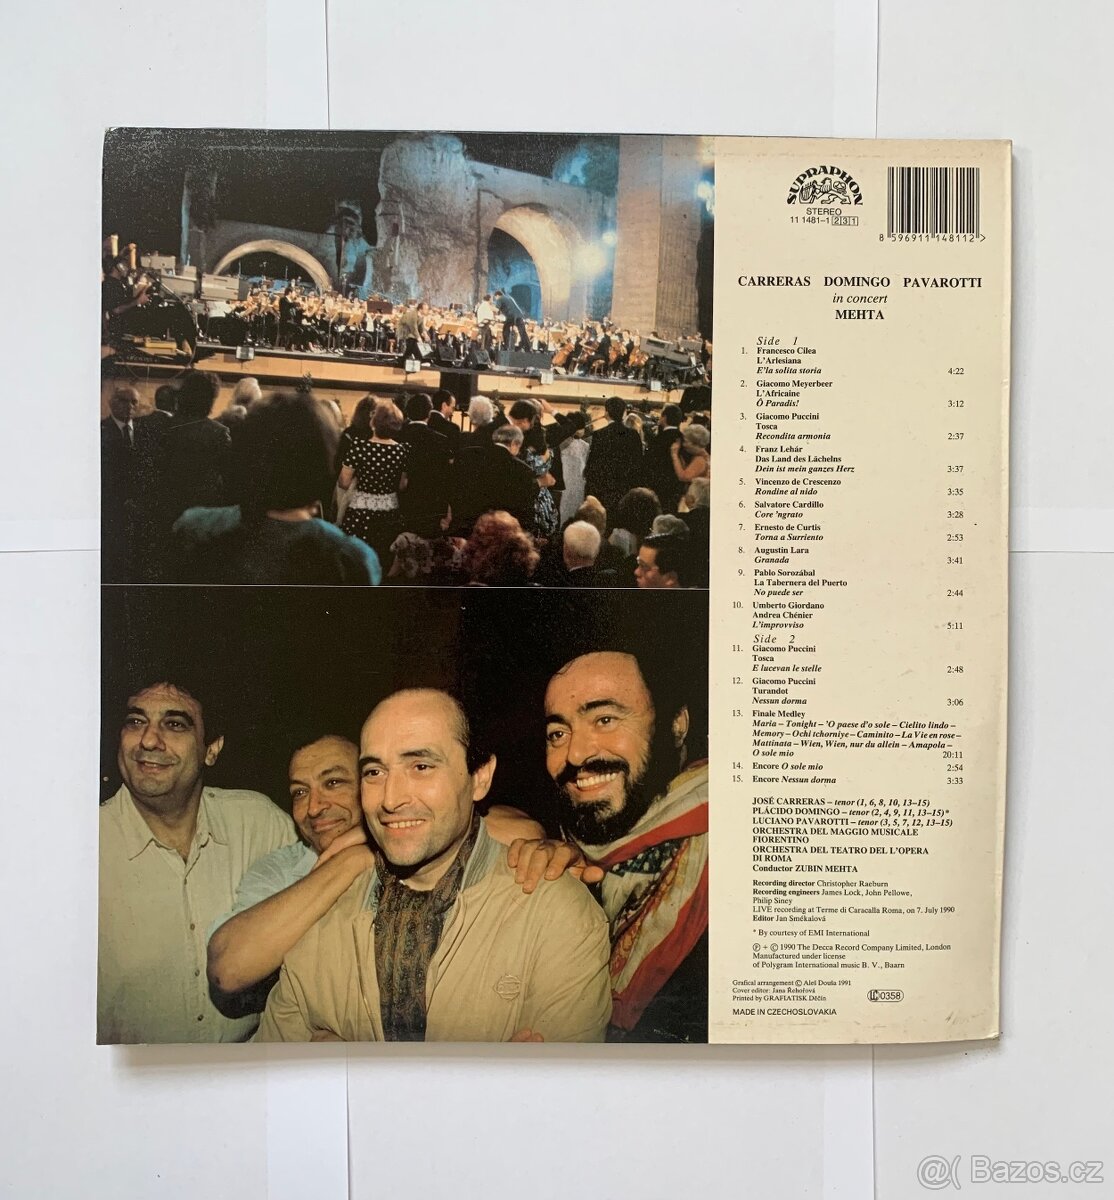 SUPRAPHON
STEREO
11 1481-1 231
8 596911 148112 >
CARRERAS DOMINGO PAVAROTTI
in concert
MEHTA
Side 1
1. Francesco Cilea
L'Arlesiana
E'la solita storia 4:22
2. Giacomo Meyerbeer
L'Africaine
Ô Paradis! 3:12
3. Giacomo Puccini
Tosca
Recondita armonia 2:37
4. Franz Lehár
Das Land des Lächelns
Dein ist mein ganzes Herz 3:37
5. Vincenzo de Crescenzo
Rondine al nido 3:35
6. Salvatore Cardillo
Core 'ngrato 3:28
7. Ernesto de Curtis
Torna a Surriento 2:53
8. Augustin Lara
Granada 3:41
9. Pablo Sorozábal
La Tabernera del Puerto
No puede ser 2:44
10. Umberto Giordano
Andrea Chénier
L'improvviso 5:11
Side 2
11. Giacomo Puccini
Tosca
E lucevan le stelle 2:48
12. Giacomo Puccini
Turandot
Nessun dorma 3:06
13. Finale Medley
Maria – Tonight – 'O paese d'o sole – Cielito lindo –
Memory – Ochi tchorniye – Caminito – La Vie en rose –
Mattinata – Wien, Wien, nur du allein – Amapola –
O sole mio 20:11
14. Encore O sole mio 2:54
15. Encore Nessun dorma 3:33
JOSÉ CARRERAS – tenor (1, 6, 8, 10, 13–15)
PLÁCIDO DOMINGO – tenor (2, 4, 9, 11, 13–15)*
LUCIANO PAVAROTTI – tenor (3, 5, 7, 12, 13–15)
ORCHESTRA DEL MAGGIO MUSICALE
FIORENTINO
ORCHESTRA DEL TEATRO DEL L'OPERA
DI ROMA
Conductor ZUBIN MEHTA
Recording director Christopher Raeburn
Recording engineers James Lock, John Pellowe,
Philip Siney
LIVE recording at Terme di Caracalla Roma, on 7. July 1990
Editor Jan Smékalová
* By courtesy of EMI International
Ⓟ + © 1990 The Decca Record Company Limited, London
Manufactured under license
of Polygram International music B. V., Baarn
Grafical arrangement © Aleš Douša 1991
Cover editor: Jana Řehořová
Printed by GRAFIATISK Děčín
LC 0358
MADE IN CZECHOSLOVAKIA
@( Bazos.cz